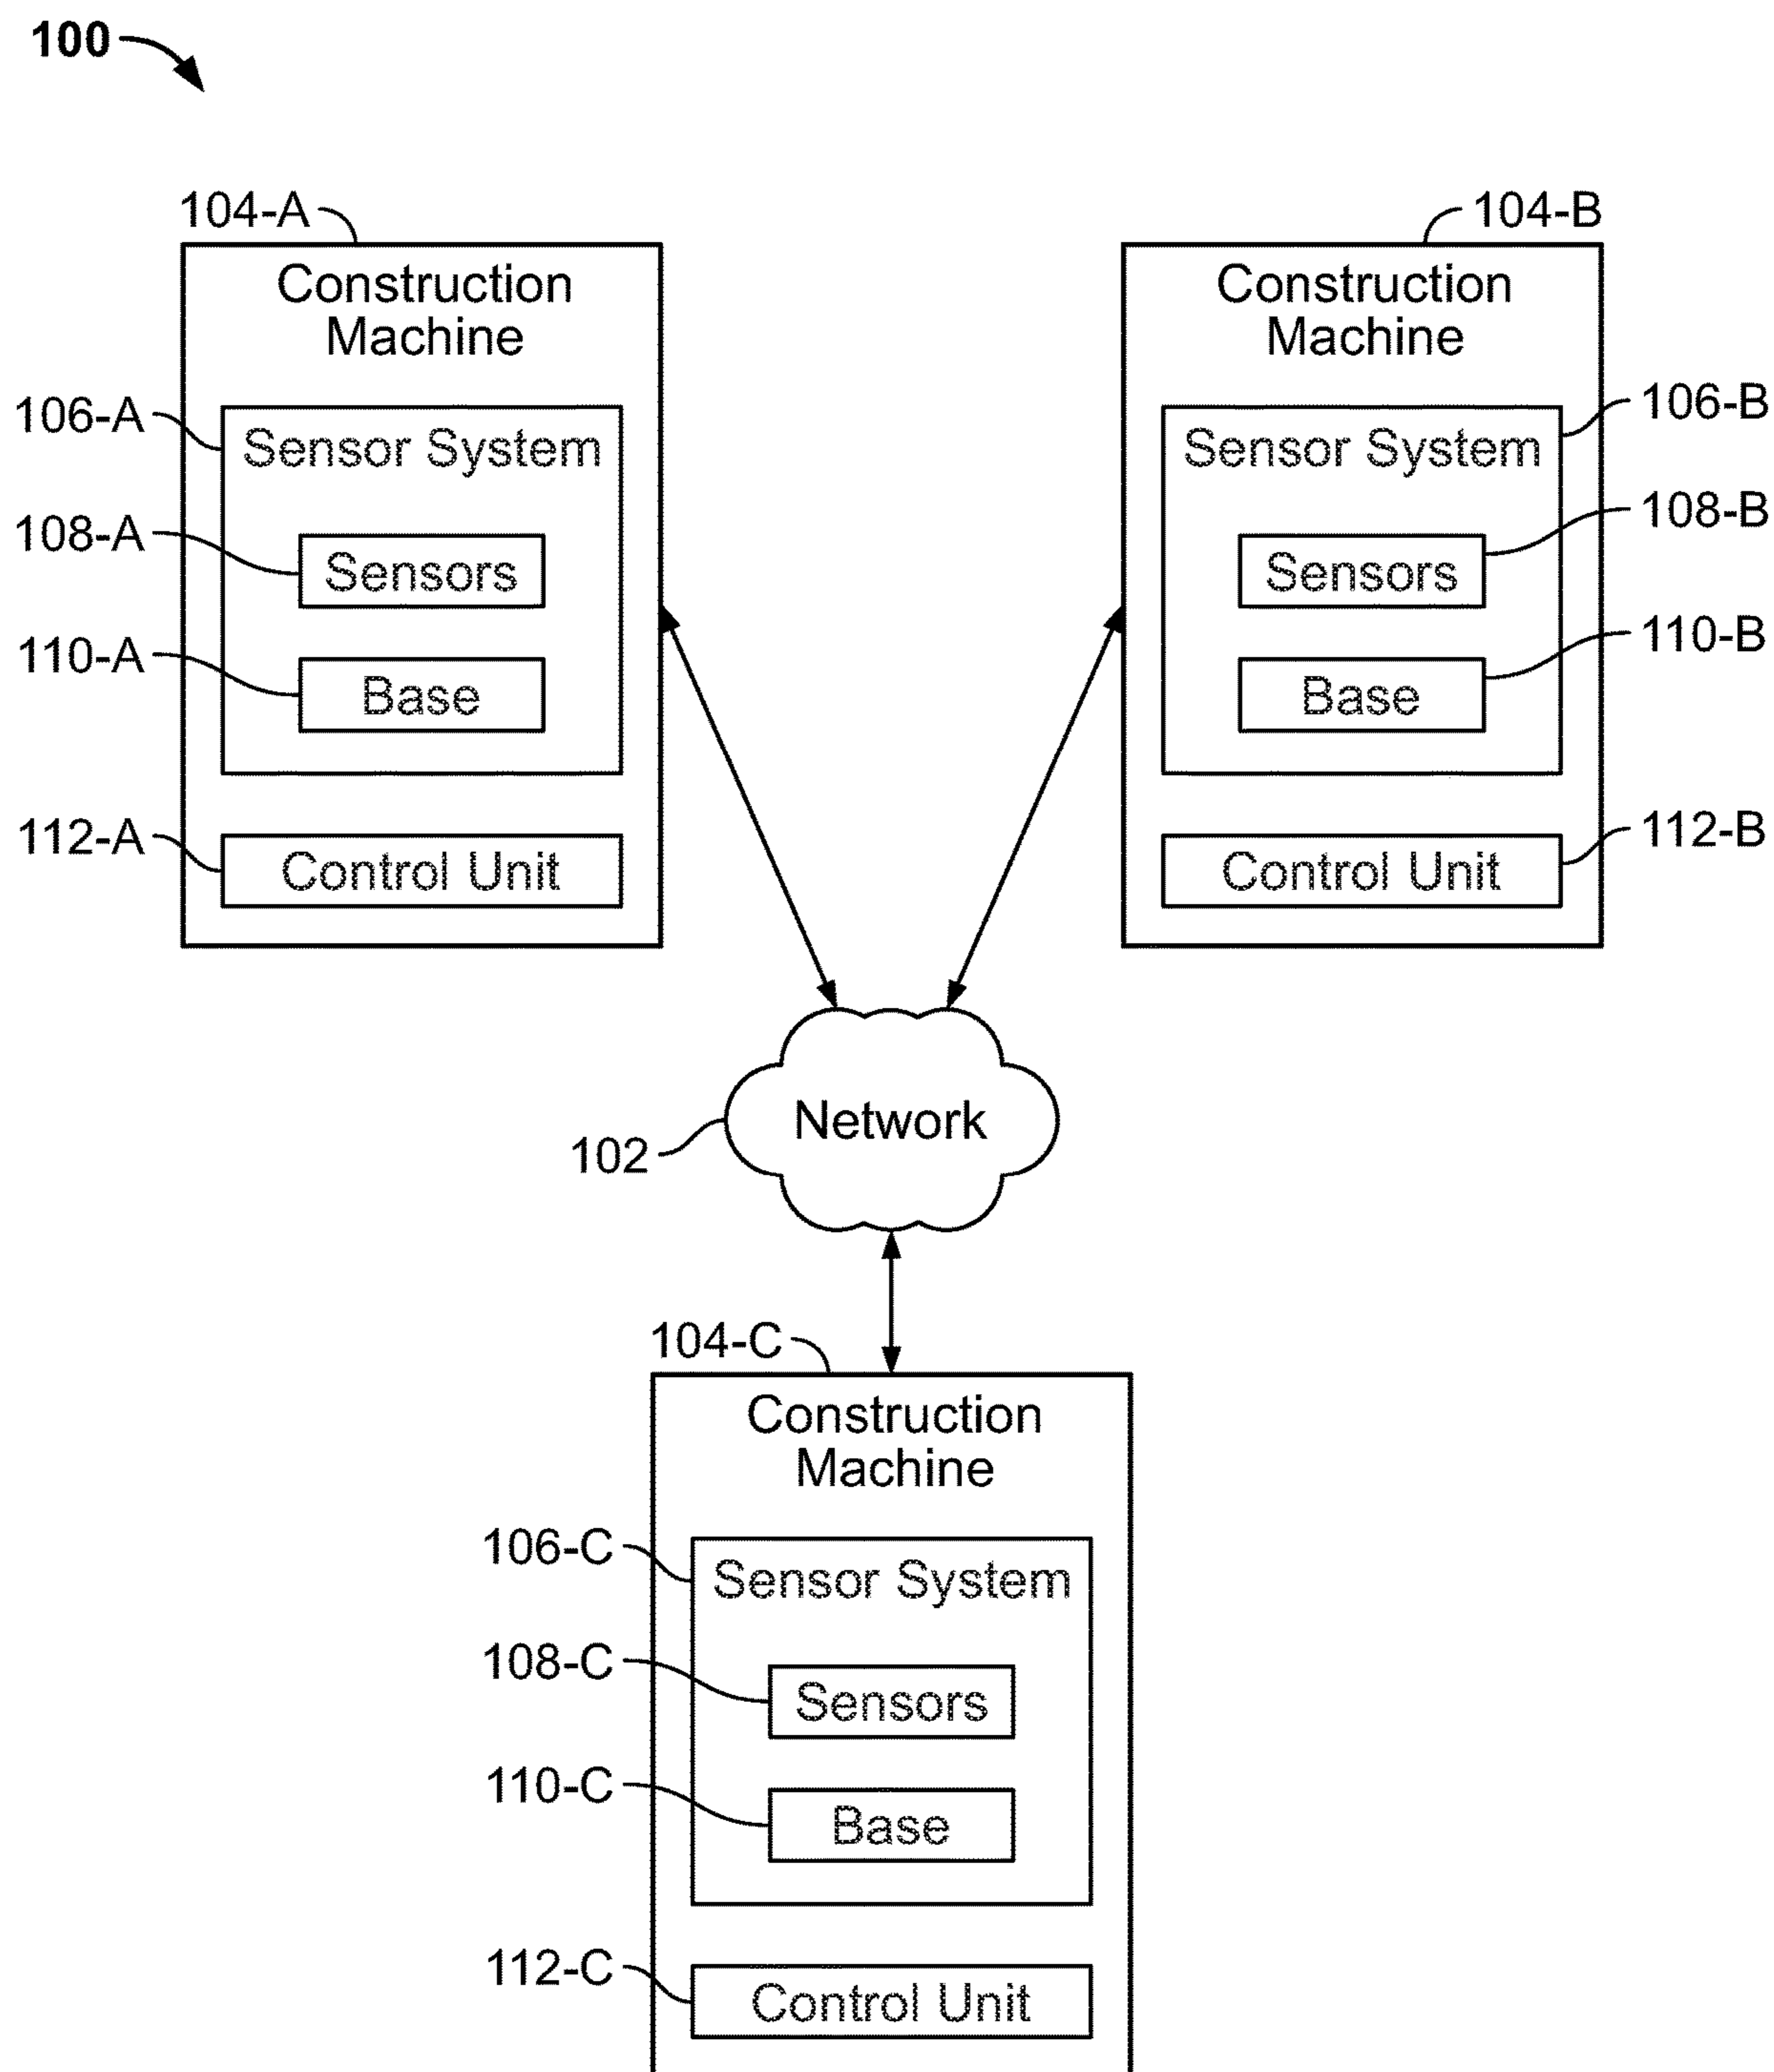 100
104-A
Construction
Machine
106-A
Sensor System
108-A
Sensors
110-A
Base
112-A
Control Unit
104-B
Construction
Machine
106-B
Sensor System
108-B
Sensors
110-B
Base
112-B
Control Unit
Network
102
104-C
Construction
Machine
106-C
Sensor System
108-C
Sensors
110-C
Base
112-C
Control Unit